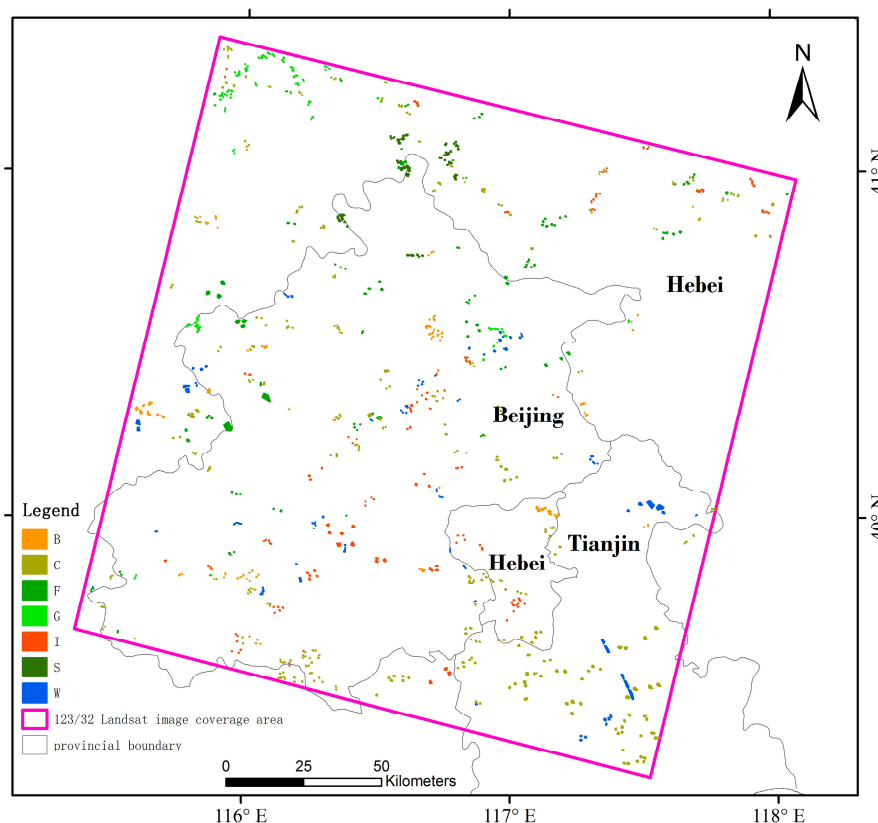 N
41° N
Hebei
Beijing
40° N
Legend
B
C
F
G
I
S
W
123/32 Landsat image coverage area
provincial boundary
Tianjin
Hebei
0 25 50
Kilometers
116° E 117° E 118° E